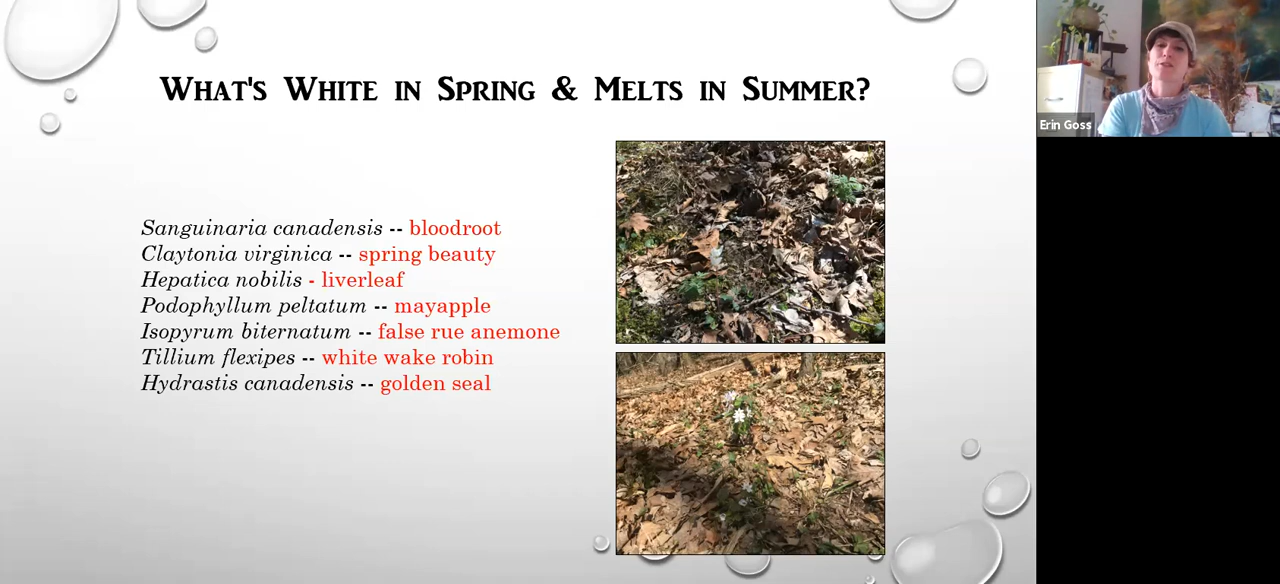 What's White in Spring & Melts in Summer?
Sanguinaria canadensis -- bloodroot
Claytonia virginica -- spring beauty
Hepatica nobilis - liverleaf
Podophyllum peltatum -- mayapple
Isopyrum biternatum -- false rue anemone
Tillium flexipes -- white wake robin
Hydrastis canadensis -- golden seal
Erin Goss